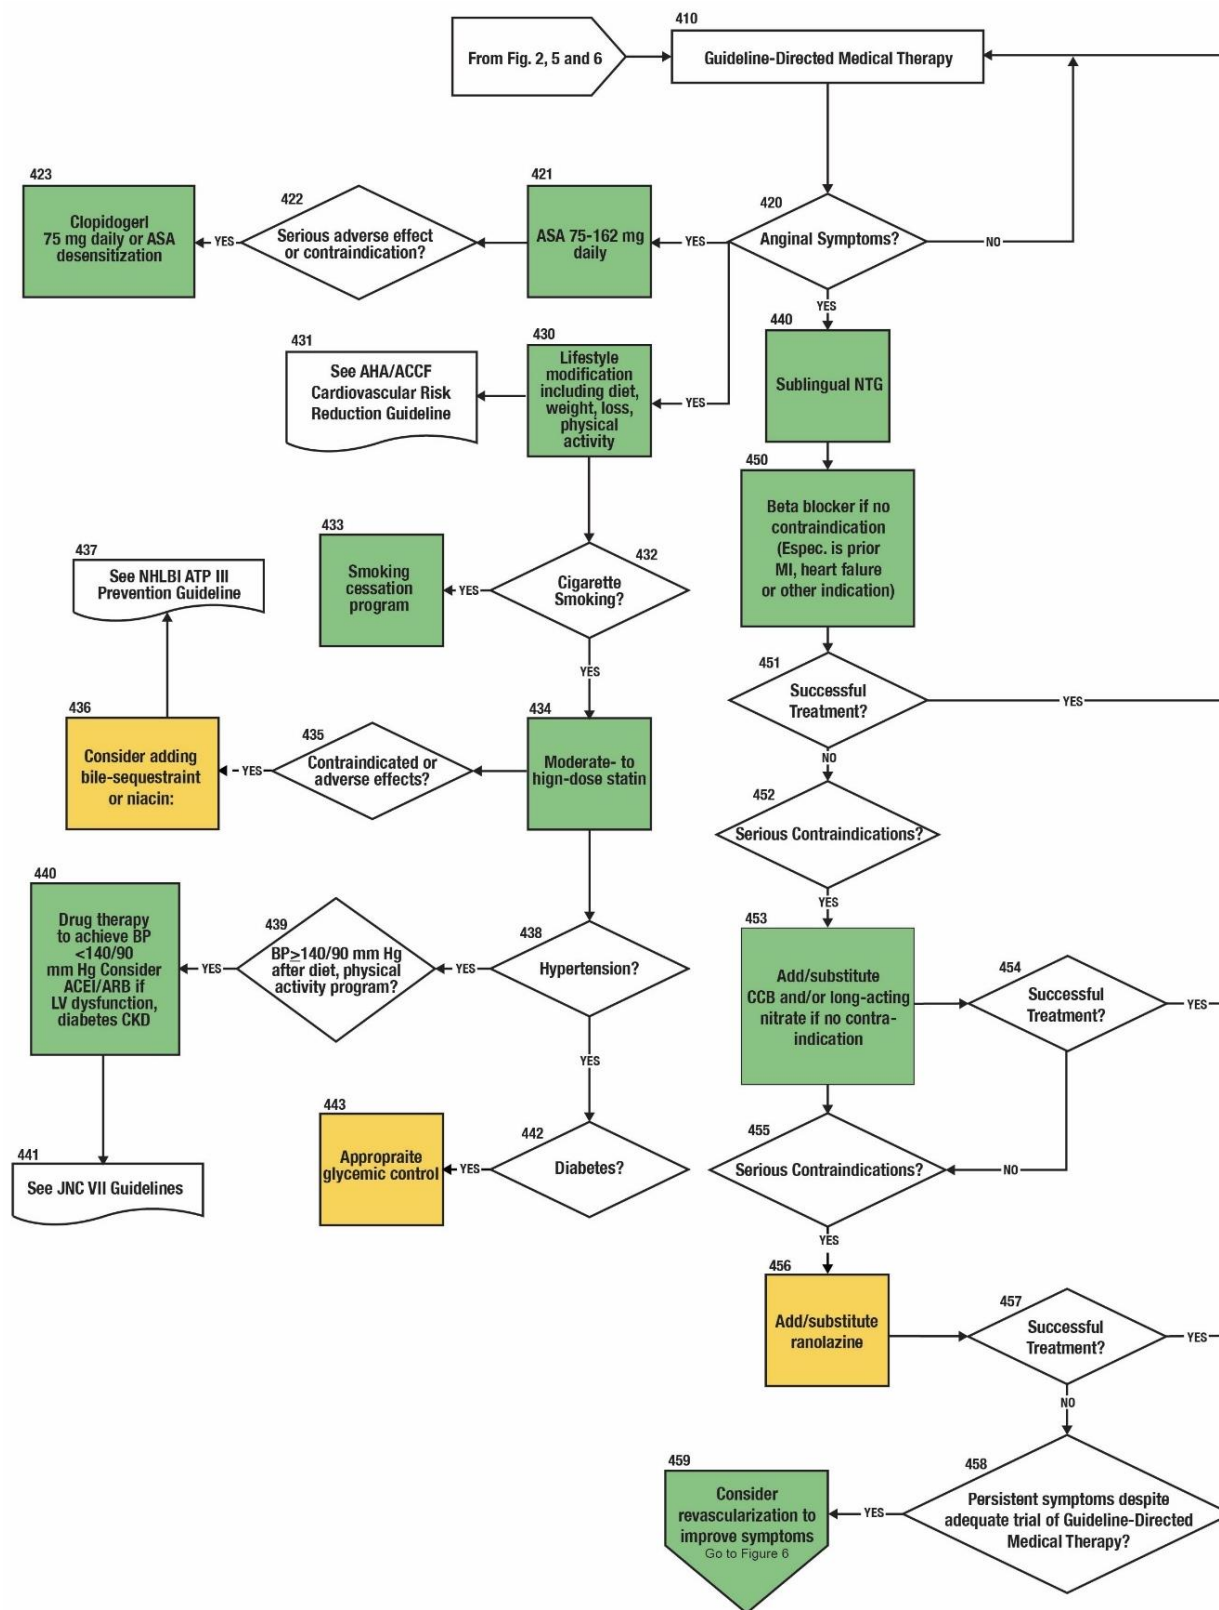 410
From Fig. 2, 5 and 6
Guideline-Directed Medical Therapy
423
Clopidogerl
75 mg daily or ASA
desensitization
YES
422
Serious adverse effect
or contraindication?
421
ASA 75-162 mg
daily
YES
420
Anginal Symptoms?
NO
YES
431
See AHA/ACCF
Cardiovascular Risk
Reduction Guideline
430
Lifestyle
modification
including diet,
weight, loss,
physical
activity
YES
440
Sublingual NTG
450
Beta blocker if no
contraindication
(Espec. is prior
MI, heart falure
or other indication)
437
See NHLBI ATP III
Prevention Guideline
433
Smoking
cessation
program
YES
432
Cigarette
Smoking?
YES
451
Successful
Treatment?
YES
NO
436
Consider adding
bile-sequestraint
or niacin:
YES
435
Contraindicated or
adverse effects?
434
Moderate- to
hign-dose statin
452
Serious Contraindications?
YES
440
Drug therapy
to achieve BP
<140/90
mm Hg Consider
ACEI/ARB if
LV dysfunction,
diabetes CKD
YES
439
BP≥140/90 mm Hg
after diet, physical
activity program?
YES
438
Hypertension?
YES
453
Add/substitute
CCB and/or long-acting
nitrate if no contra-
indication
454
Successful
Treatment?
YES
441
See JNC VII Guidelines
443
Appropraite
glycemic control
YES
442
Diabetes?
455
Serious Contraindications?
NO
YES
456
Add/substitute
ranolazine
457
Successful
Treatment?
YES
NO
459
Consider
revascularization to
improve symptoms
Go to Figure 6
YES
458
Persistent symptoms despite
adequate trial of Guideline-Directed
Medical Therapy?